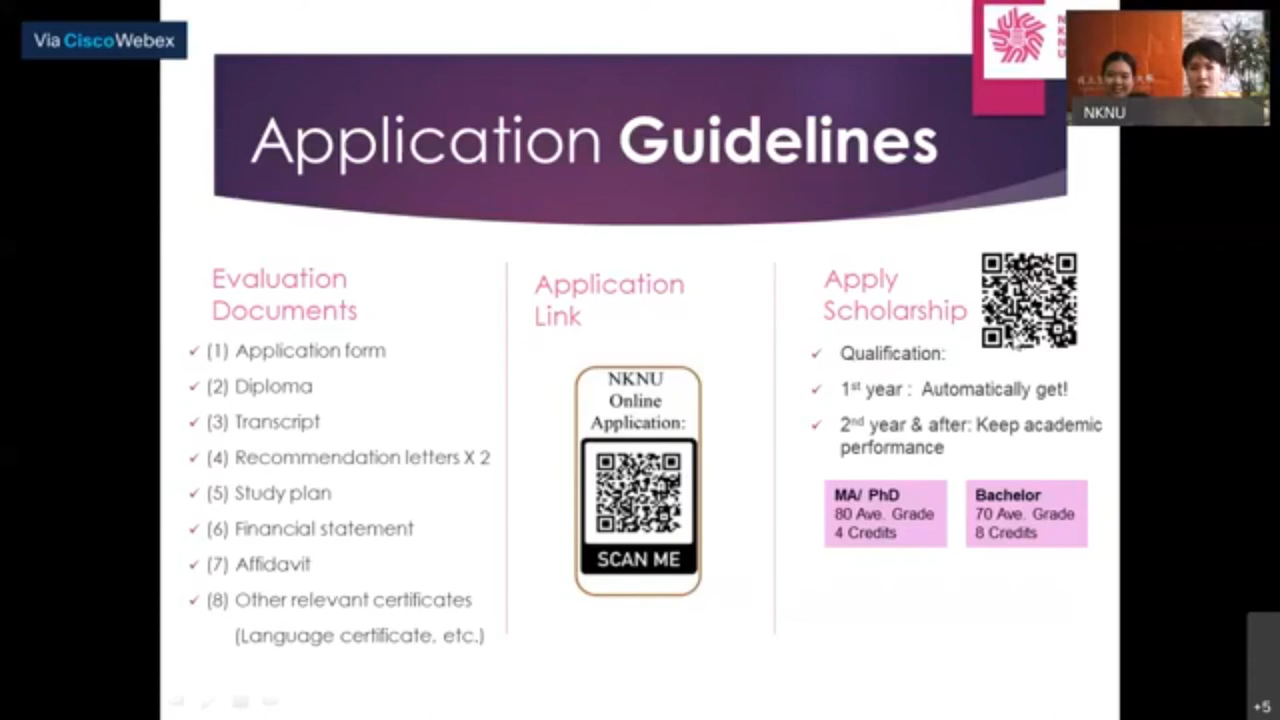 Via CiscoWebex
NKNU
NKNU
Application Guidelines
Evaluation
Documents
✓ (1) Application form
✓ (2) Diploma
✓ (3) Transcript
✓ (4) Recommendation letters X 2
✓ (5) Study plan
✓ (6) Financial statement
✓ (7) Affidavit
✓ (8) Other relevant certificates
(Language certificate, etc.)
Application
Link
NKNU
Online
Application:
SCAN ME
Apply
Scholarship
✓ Qualification:
✓ 1st year : Automatically get!
✓ 2nd year & after: Keep academic
performance
MA/ PhD
80 Ave. Grade
4 Credits
Bachelor
70 Ave. Grade
8 Credits
+5